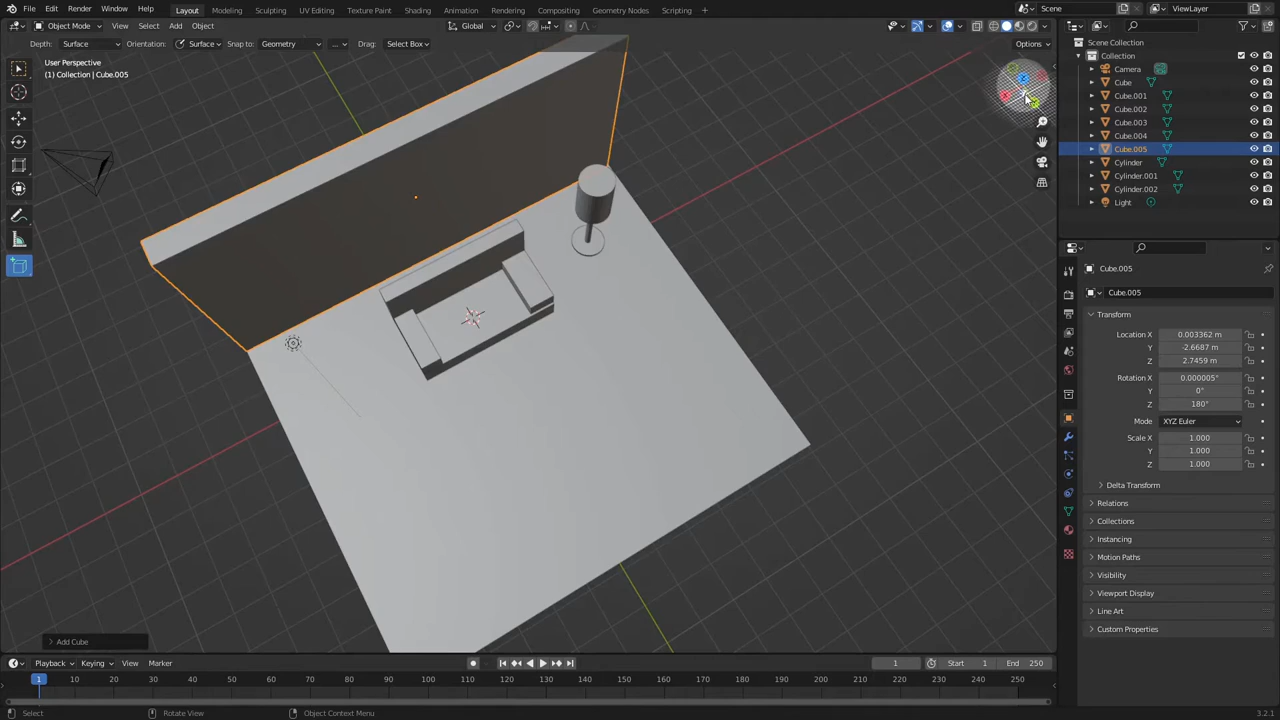 File Edit Render Window Help Layout Modeling Sculpting UV Editing Texture Paint Shading Animation Rendering Compositing Geometry Nodes Scripting + Scene ViewLayer
Object Mode View Select Add Object Global
Depth: Surface Orientation: Surface Snap to: Geometry ... Drag: Select Box Options
User Perspective
(1) Collection | Cube.005
Scene Collection
Collection
Camera
Cube
Cube.001
Cube.002
Cube.003
Cube.004
Cube.005
Cylinder
Cylinder.001
Cylinder.002
Light
Cube.005
Cube.005
Transform
Location X 0.003362 m
Y -2.6687 m
Z 2.7459 m
Rotation X 0.000005°
Y 0°
Z 180°
Mode XYZ Euler
Scale X 1.000
Y 1.000
Z 1.000
Delta Transform
Relations
Collections
Instancing
Motion Paths
Visibility
Viewport Display
Line Art
Custom Properties
Add Cube
Playback Keying View Marker 1 Start 1 End 250
1 10 20 30 40 50 60 70 80 90 100 110 120 130 140 150 160 170 180 190 200 210 220 230 240 250
Select Rotate View Object Context Menu 3.2.1